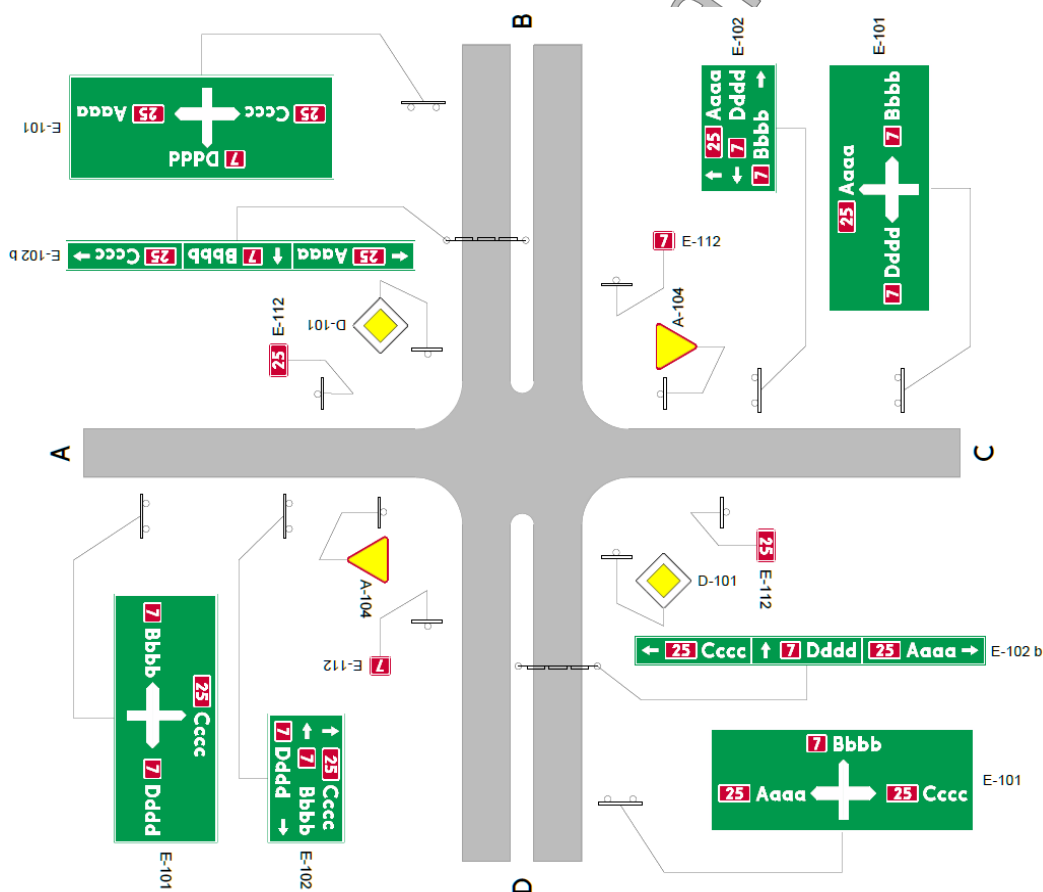 B
E-101
7 Dddd
25 Cccc 25 Aaaa
E-102 b
25 Aaaa 7 Bbbb 25 Cccc
D-101
E-112
25
E-102
25 Aaaa
7 Dddd
7 Bbbb
E-101
25 Aaaa
7 Dddd 7 Bbbb
7 E-112
A-104
A
C
7 Bbbb 7 Dddd
25 Cccc
E-101
7 Dddd
7 Bbbb
25 Cccc
E-102
A-104
E-112 7
D-101
25
E-112
25 Cccc 7 Dddd 25 Aaaa E-102 b
7 Bbbb
25 Aaaa 25 Cccc
E-101
D